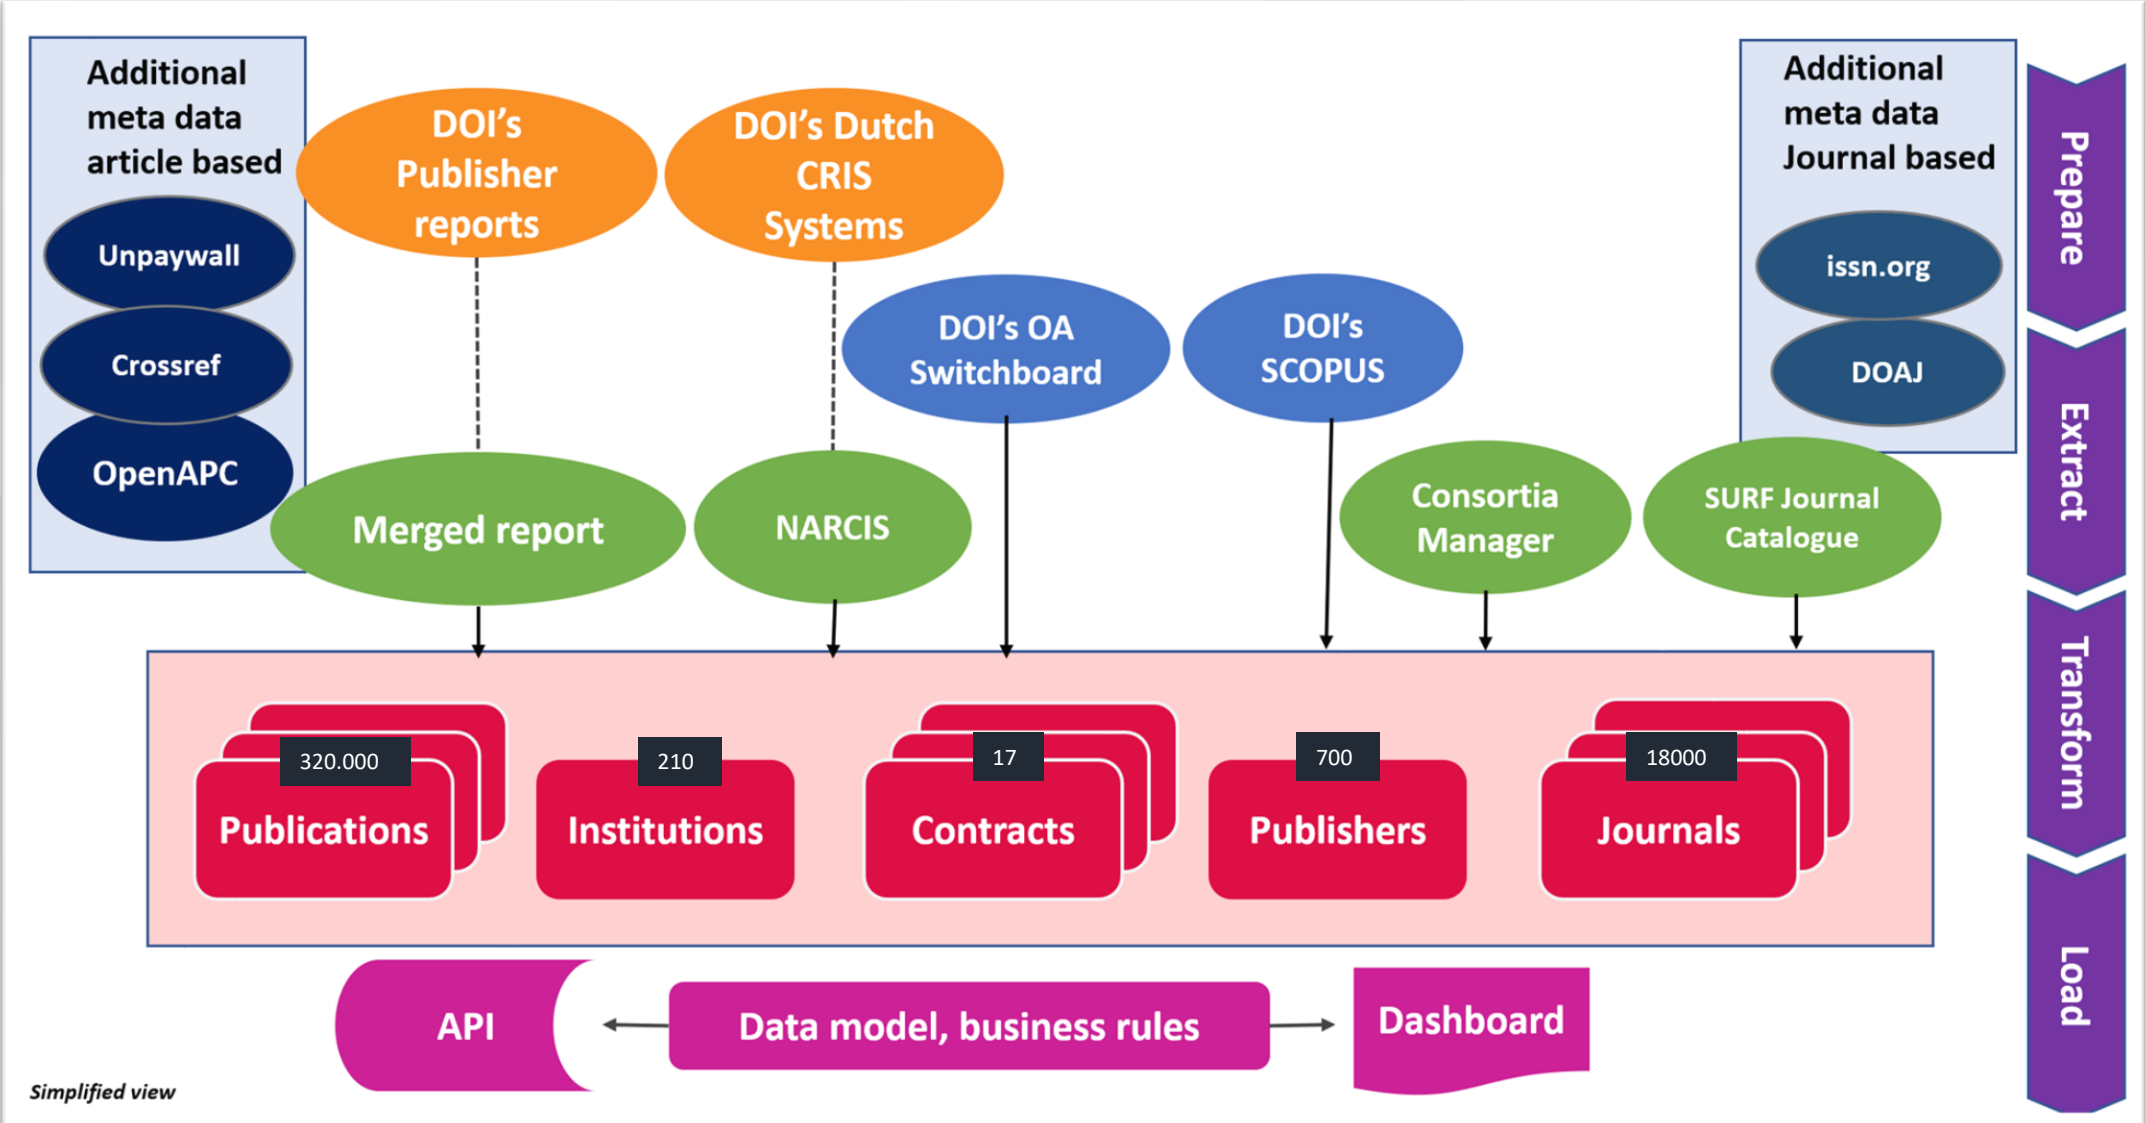 Additional
meta data
article based
Unpaywall
Crossref
OpenAPC
DOI's
Publisher
reports
DOI's Dutch
CRIS
Systems
DOI's OA
Switchboard
DOI's
SCOPUS
Additional
meta data
Journal based
issn.org
DOAJ
Merged report
NARCIS
Consortia
Manager
SURF Journal
Catalogue
320.000
Publications
210
Institutions
17
Contracts
700
Publishers
18000
Journals
API
Data model, business rules
Dashboard
Simplified view
Prepare
Extract
Transform
Load